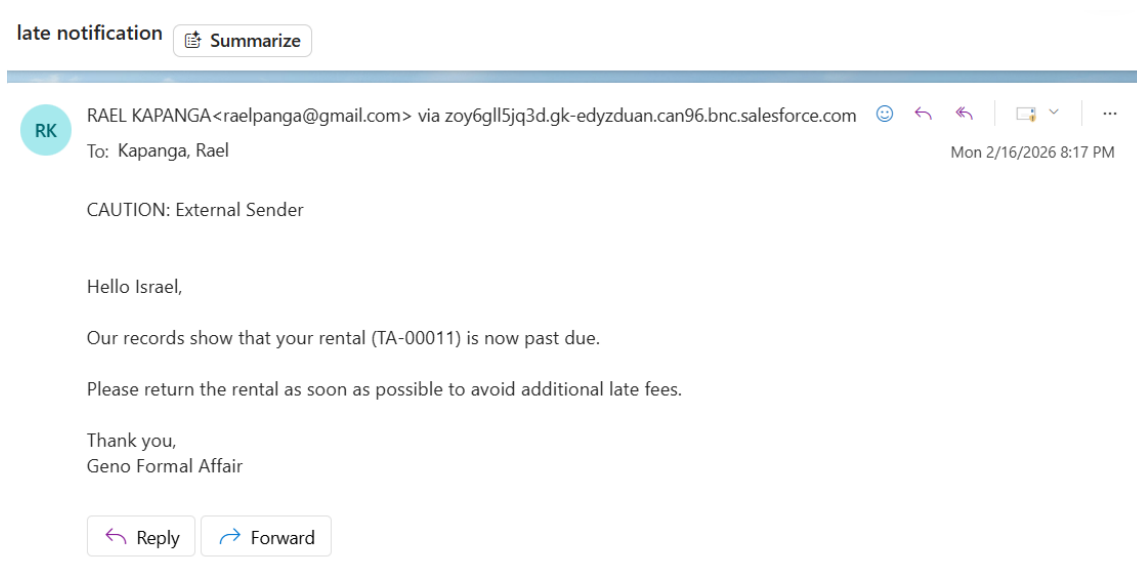 late notification Summarize
RAEL KAPANGA<raelpanga@gmail.com> via zoy6gll5jq3d.gk-edyzduan.can96.bnc.salesforce.com
RK
To: Kapanga, Rael
Mon 2/16/2026 8:17 PM
CAUTION: External Sender
Hello Israel,
Our records show that your rental (TA-00011) is now past due.
Please return the rental as soon as possible to avoid additional late fees.
Thank you,
Geno Formal Affair
Reply Forward